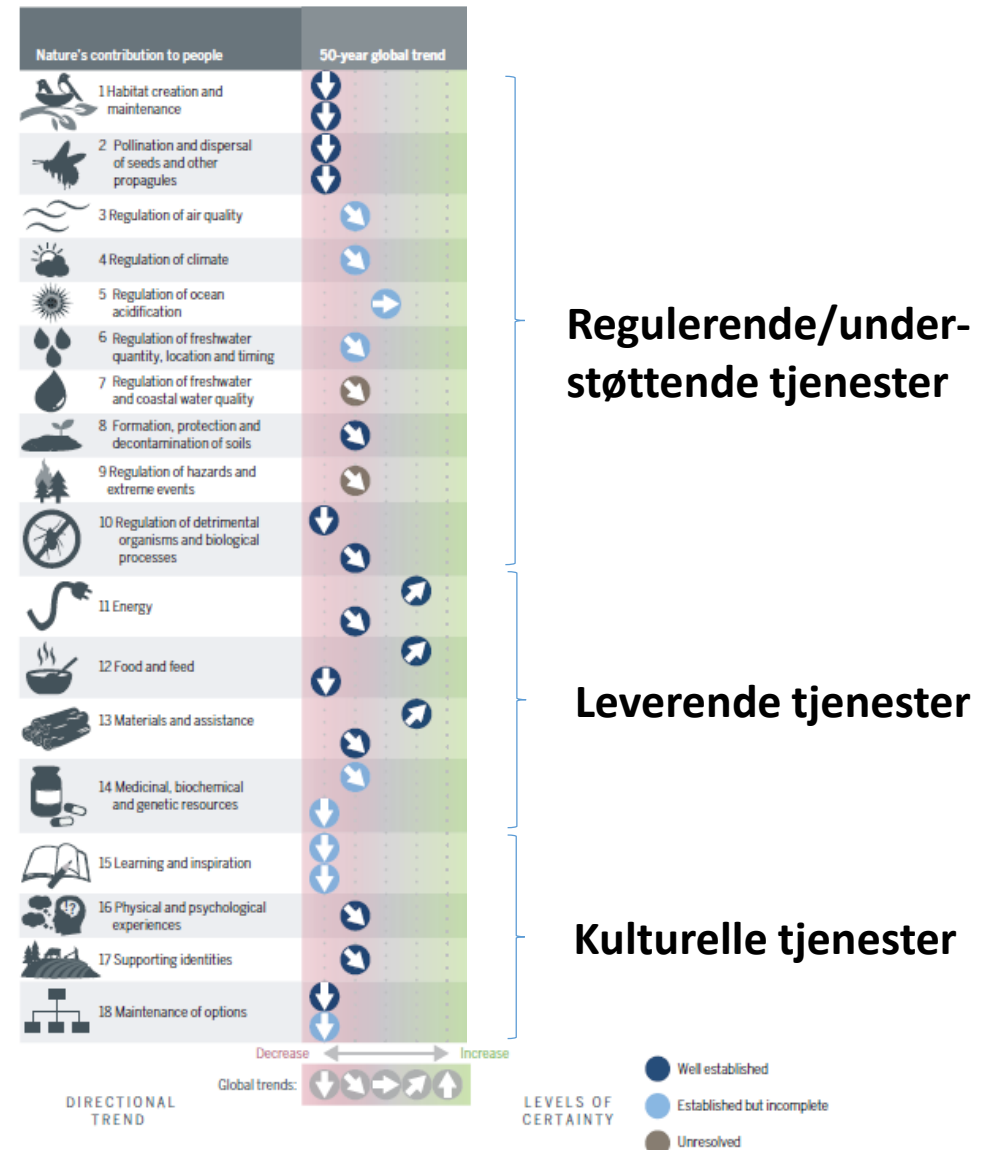 Nature's contribution to people
50-year global trend
1 Habitat creation and
maintenance
2 Pollination and dispersal
of seeds and other
propagules
3 Regulation of air quality
4 Regulation of climate
5 Regulation of ocean
acidification
6 Regulation of freshwater
quantity, location and timing
7 Regulation of freshwater
and coastal water quality
8 Formation, protection and
decontamination of soils
9 Regulation of hazards and
extreme events
10 Regulation of detrimental
organisms and biological
processes
Regulerende/under-
støttende tjenester
11 Energy
12 Food and feed
13 Materials and assistance
14 Medicinal, biochemical
and genetic resources
Leverende tjenester
15 Learning and inspiration
!?
16 Physical and psychological
experiences
17 Supporting identities
18 Maintenance of options
Kulturelle tjenester
Decrease
Increase
Global trends:
DIRECTIONAL
TREND
LEVELS OF
CERTAINTY
Well established
Established but incomplete
Unresolved